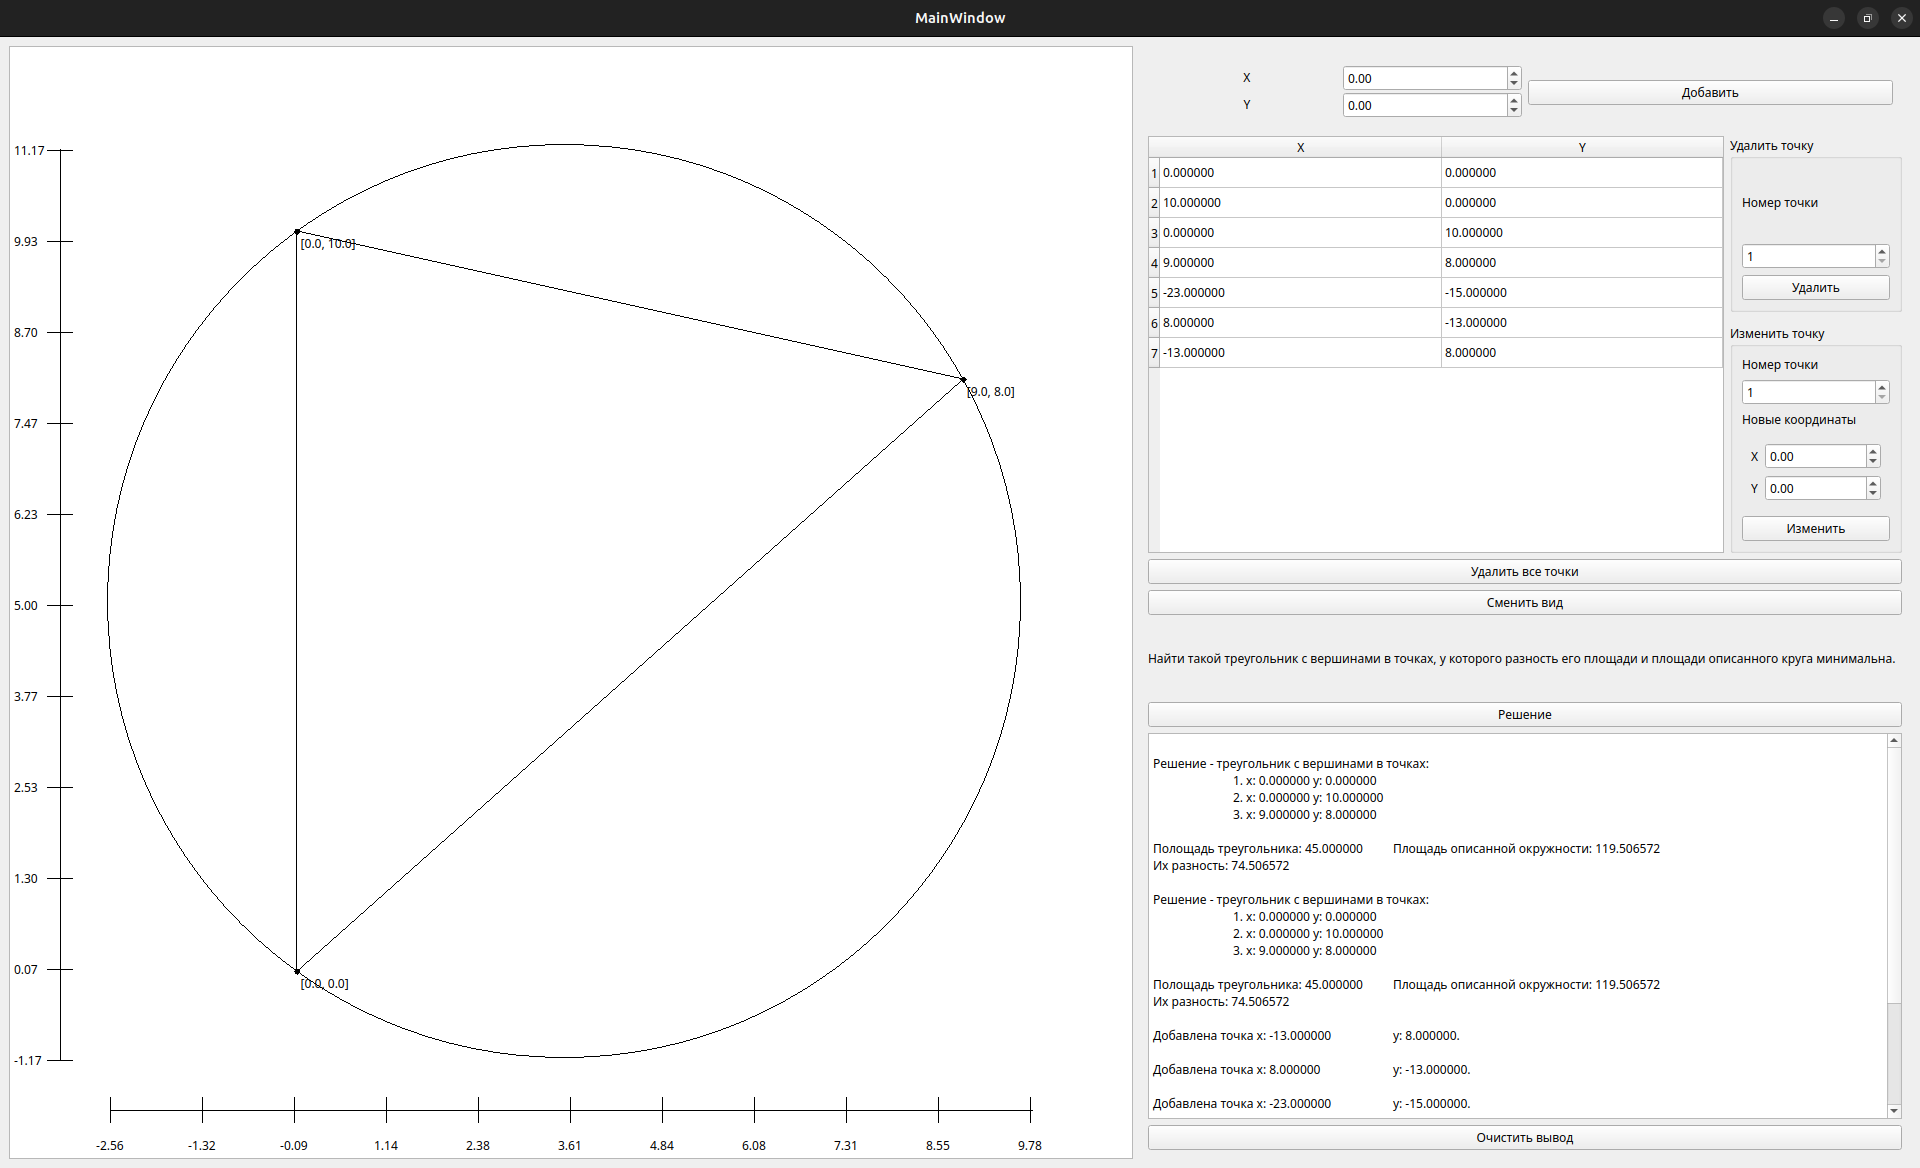 MainWindow
11.17
9.93
8.70
7.47
6.23
5.00
3.77
2.53
1.30
0.07
-1.17
[0.0, 10.0]
[9.0, 8.0]
[0.0, 0.0]
-2.56 -1.32 -0.09 1.14 2.38 3.61 4.84 6.08 7.31 8.55 9.78
X 0.00
Y 0.00
Добавить
X Y
1 0.000000 0.000000
2 10.000000 0.000000
3 0.000000 10.000000
4 9.000000 8.000000
5 -23.000000 -15.000000
6 8.000000 -13.000000
7 -13.000000 8.000000
Удалить точку
Номер точки
1
Удалить
Изменить точку
Номер точки
1
Новые координаты
X 0.00
Y 0.00
Изменить
Удалить все точки
Сменить вид
Найти такой треугольник с вершинами в точках, у которого разность его площади и площади описанного круга минимальна.
Решение
Решение - треугольник с вершинами в точках:
1. x: 0.000000 y: 0.000000
2. x: 0.000000 y: 10.000000
3. x: 9.000000 y: 8.000000
Полощадь треугольника: 45.000000 Площадь описанной окружности: 119.506572
Их разность: 74.506572
Решение - треугольник с вершинами в точках:
1. x: 0.000000 y: 0.000000
2. x: 0.000000 y: 10.000000
3. x: 9.000000 y: 8.000000
Полощадь треугольника: 45.000000 Площадь описанной окружности: 119.506572
Их разность: 74.506572
Добавлена точка x: -13.000000 y: 8.000000.
Добавлена точка x: 8.000000 y: -13.000000.
Добавлена точка x: -23.000000 y: -15.000000.
Очистить вывод